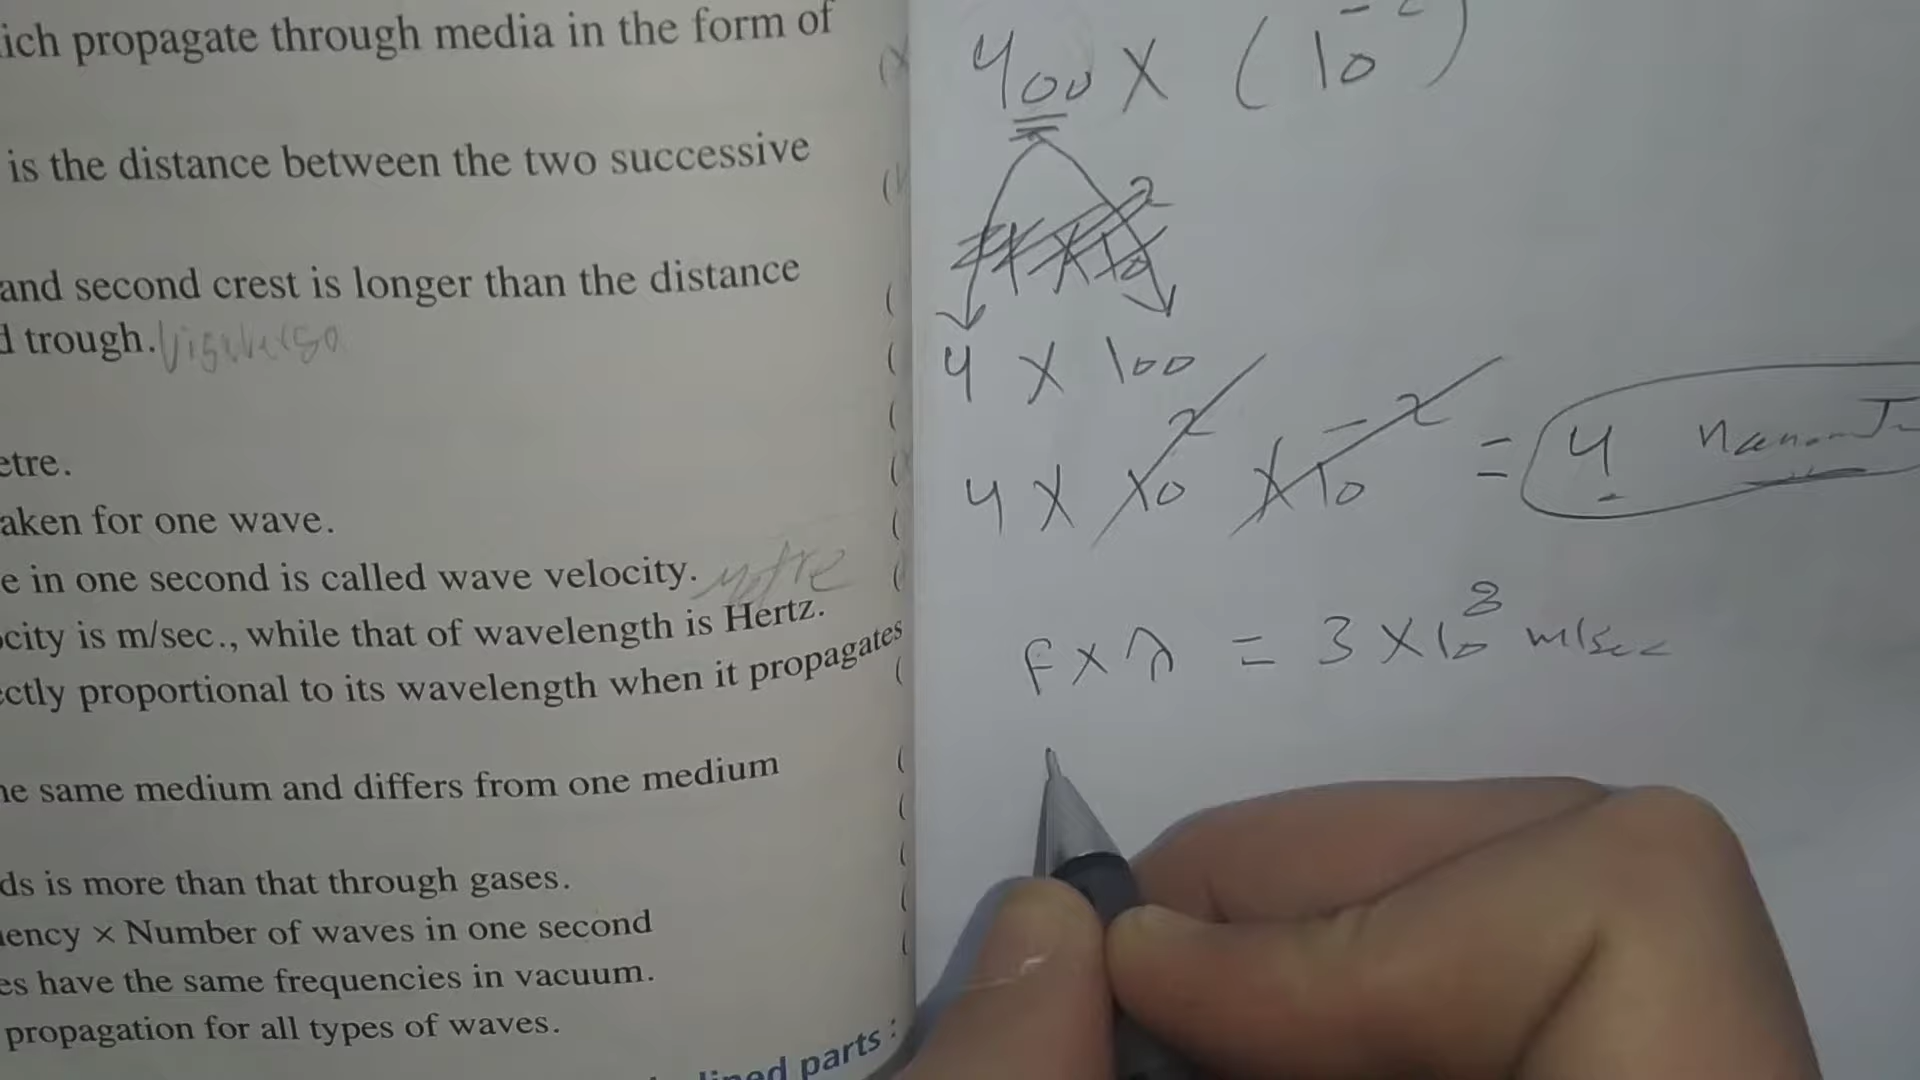 ich propagate through media in the form of
is the distance between the two successive
and second crest is longer than the distance
d trough.
etre.
aken for one wave.
e in one second is called wave velocity. metre
ocity is m/sec., while that of wavelength is Hertz.
ectly proportional to its wavelength when it propagates
ne same medium and differs from one medium
ds is more than that through gases.
uency × Number of waves in one second
es have the same frequencies in vacuum.
propagation for all types of waves.
lined parts :
400 X (10⁻²)
4 X 100
4 X 10² X 10⁻² = 4
F X λ = 3 X 10⁸ m/sec